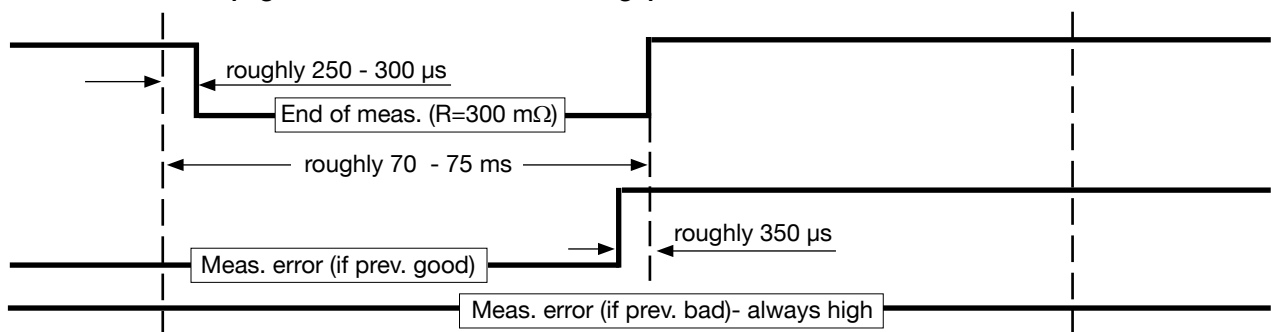 roughly 250 - 300 µs
End of meas. (R=300 mΩ)
roughly 70 - 75 ms
roughly 350 µs
Meas. error (if prev. good)
Meas. error (if prev. bad)- always high